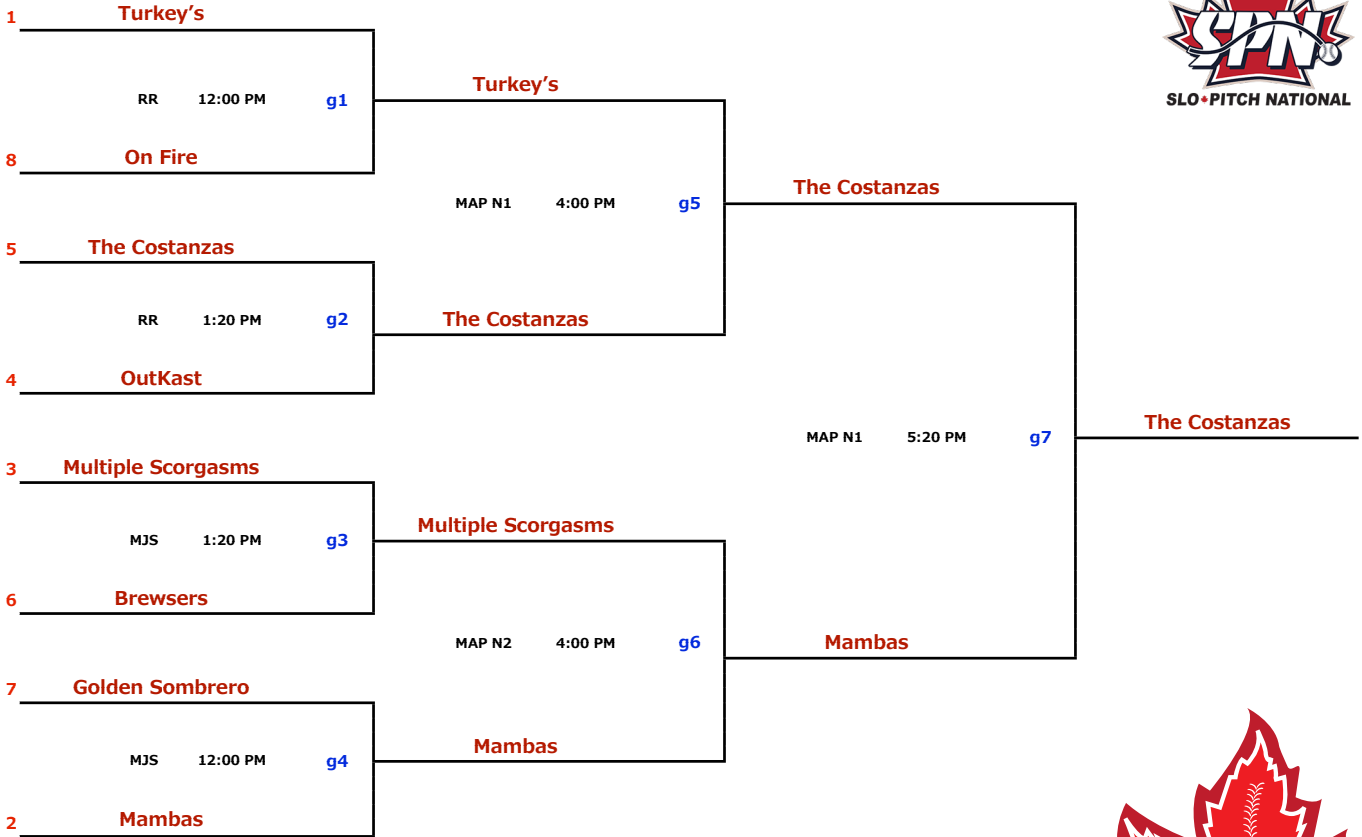 1 Turkey’s
SPN
SLO PITCH NATIONAL
RR 12:00 PM g1
Turkey’s
8 On Fire
MAP N1 4:00 PM g5
The Costanzas
5 The Costanzas
RR 1:20 PM g2
The Costanzas
4 OutKast
MAP N1 5:20 PM g7
The Costanzas
3 Multiple Scorgasms
MJS 1:20 PM g3
Multiple Scorgasms
6 Brewsers
MAP N2 4:00 PM g6
Mambas
7 Golden Sombrero
MJS 12:00 PM g4
Mambas
2 Mambas